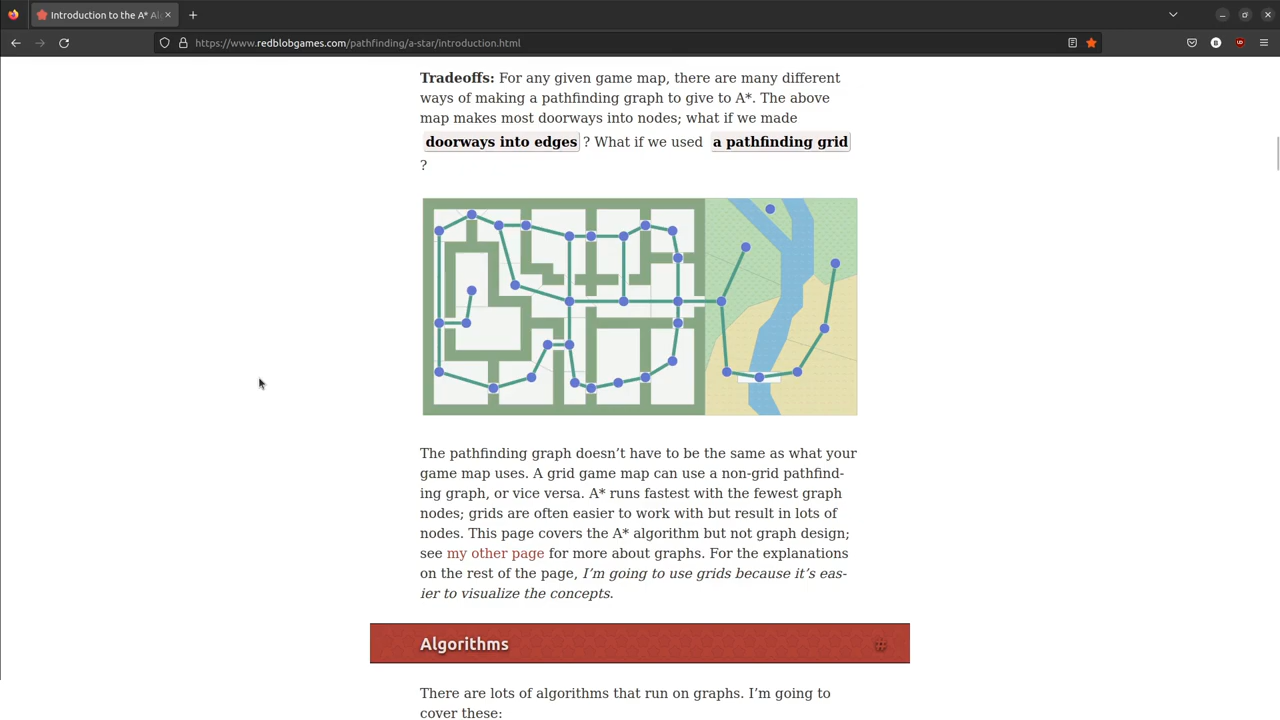 Introduction to the A* Al
https://www.redblobgames.com/pathfinding/a-star/introduction.html
Tradeoffs: For any given game map, there are many different
ways of making a pathfinding graph to give to A*. The above
map makes most doorways into nodes; what if we made
doorways into edges ? What if we used a pathfinding grid
?
The pathfinding graph doesn’t have to be the same as what your
game map uses. A grid game map can use a non-grid pathfind-
ing graph, or vice versa. A* runs fastest with the fewest graph
nodes; grids are often easier to work with but result in lots of
nodes. This page covers the A* algorithm but not graph design;
see my other page for more about graphs. For the explanations
on the rest of the page, I’m going to use grids because it’s eas-
ier to visualize the concepts.
Algorithms
There are lots of algorithms that run on graphs. I’m going to
cover these: